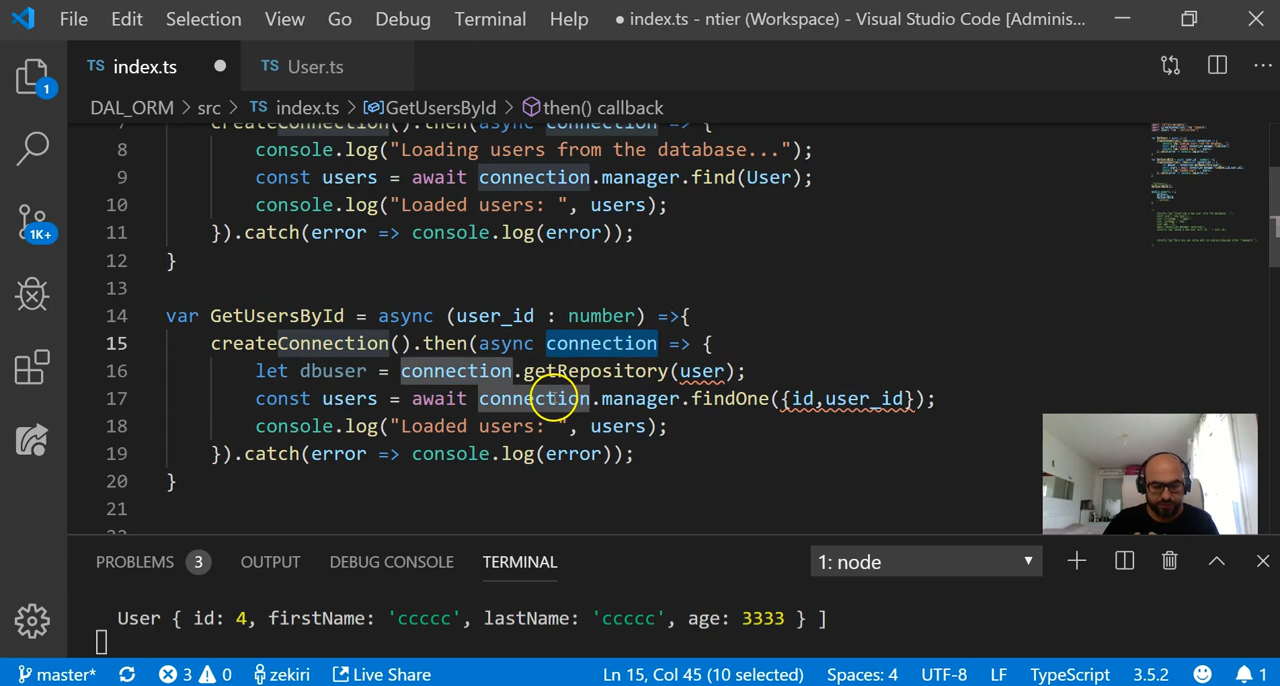 File Edit Selection View Go Debug Terminal Help ● index.ts - ntier (Workspace) - Visual Studio Code [Adminis...
TS index.ts ● TS User.ts ...
1
DAL_ORM > src > TS index.ts > GetUsersById > then() callback
7 createConnection().then(async connection => {
8 console.log("Loading users from the database...");
9 const users = await connection.manager.find(User);
10 console.log("Loaded users: ", users);
11 }).catch(error => console.log(error));
12 }
13
14 var GetUsersById = async (user_id : number) =>{
15 createConnection().then(async connection => {
16 let dbuser = connection.getRepository(user);
17 const users = await connection.manager.findOne({id,user_id});
18 console.log("Loaded users: ", users);
19 }).catch(error => console.log(error));
20 }
21
22
1K+
PROBLEMS 3 OUTPUT DEBUG CONSOLE TERMINAL 1: node
User { id: 4, firstName: 'ccccc', lastName: 'ccccc', age: 3333 } ]
master* 3 0 zekiri Live Share Ln 15, Col 45 (10 selected) Spaces: 4 UTF-8 LF TypeScript 3.5.2 1